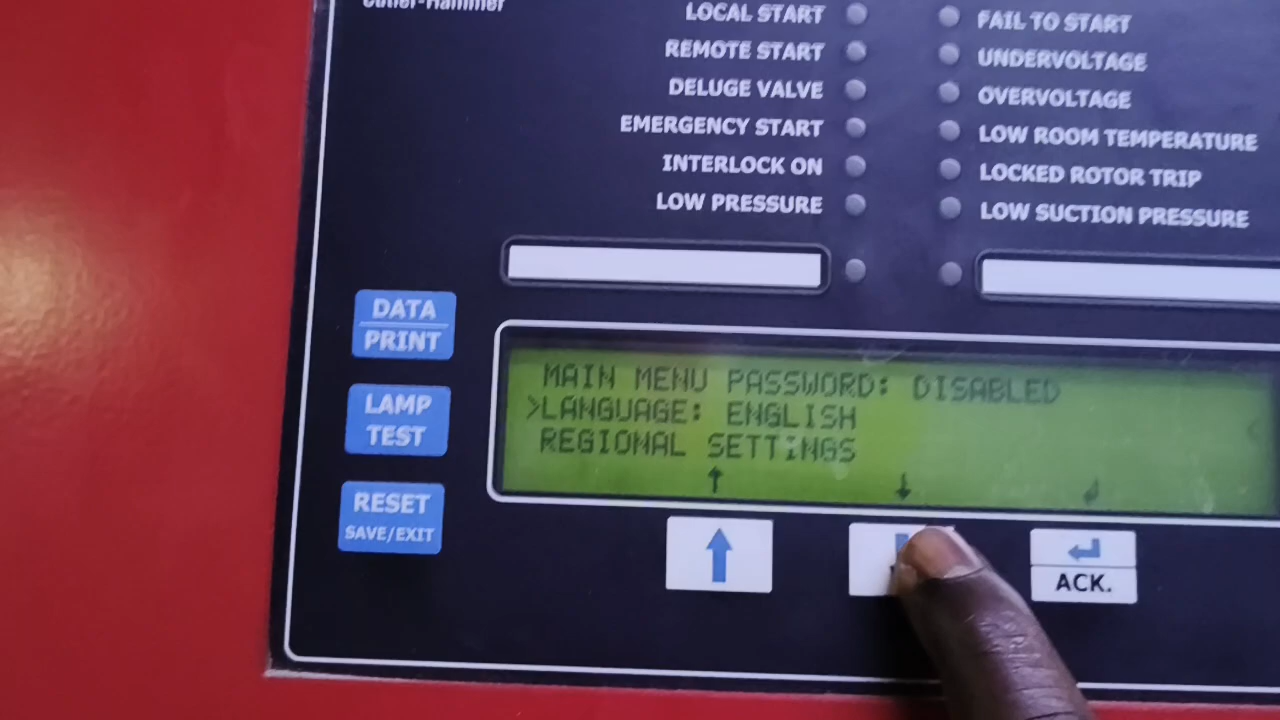 Cutler-Hammer
LOCAL START
REMOTE START
DELUGE VALVE
EMERGENCY START
INTERLOCK ON
LOW PRESSURE
FAIL TO START
UNDERVOLTAGE
OVERVOLTAGE
LOW ROOM TEMPERATURE
LOCKED ROTOR TRIP
LOW SUCTION PRESSURE
DATA
PRINT
LAMP
TEST
RESET
SAVE/EXIT
MAIN MENU PASSWORD: DISABLED
>LANGUAGE: ENGLISH
REGIONAL SETTINGS
↑ ↓ ↲
↑
↲
ACK.